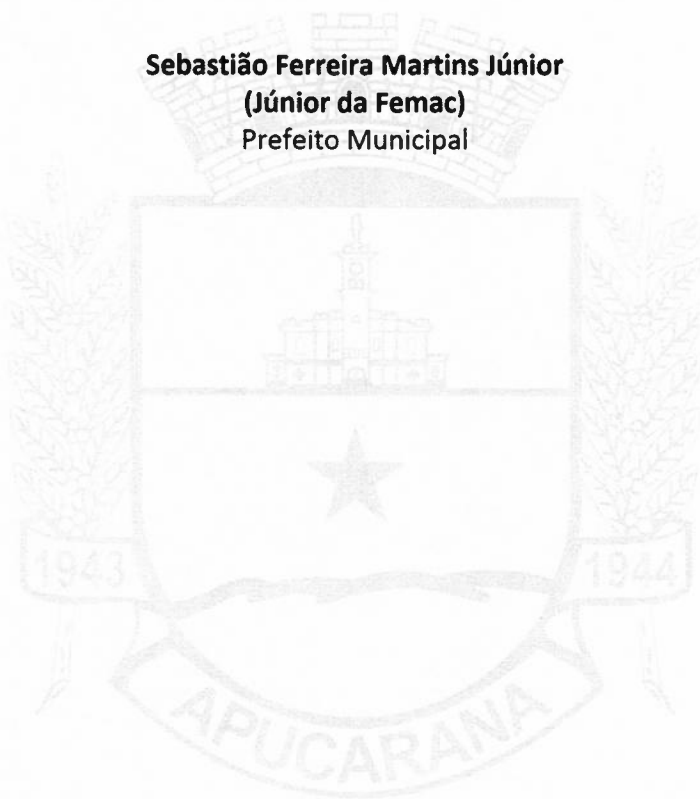 Sebastião Ferreira Martins Júnior
(Júnior da Femac)
Prefeito Municipal
1943
1944
APUCARANA